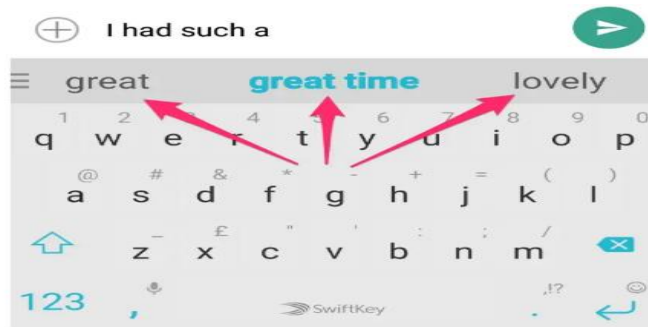 I had such a
great great time lovely
1 2 3 4 5 6 7 8 9 0
q w e r t y u i o p
@ # & * - + = ( )
a s d f g h j k l
_ £ " ' : ; /
z x c v b n m
123 , SwiftKey . ,!?